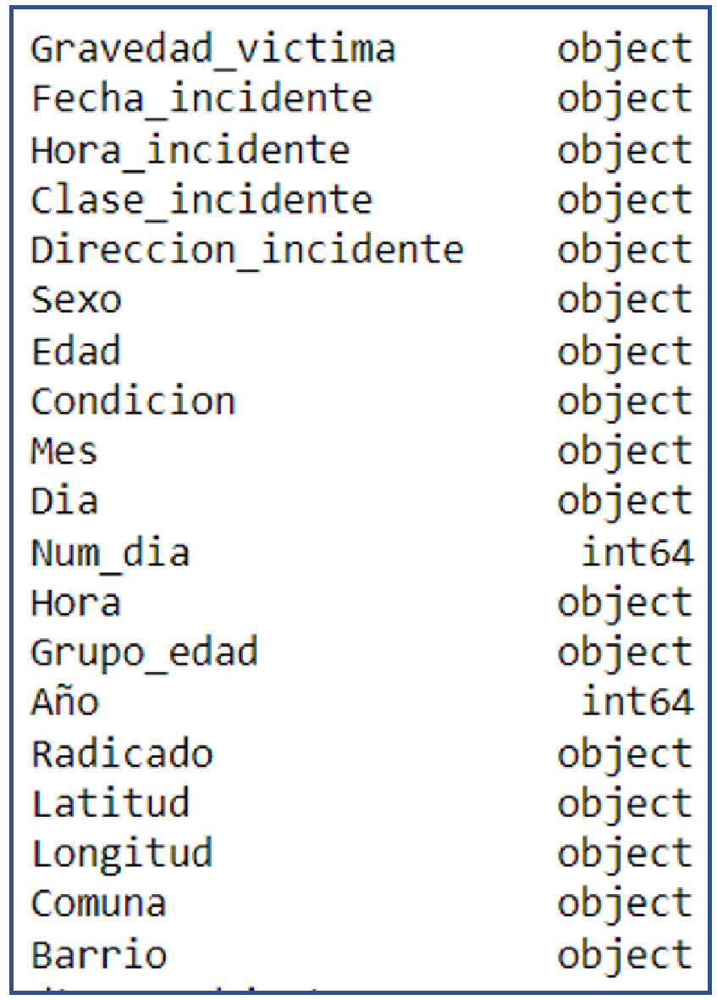 Gravedad_victima object
Fecha_incidente object
Hora_incidente object
Clase_incidente object
Direccion_incidente object
Sexo object
Edad object
Condicion object
Mes object
Dia object
Num_dia int64
Hora object
Grupo_edad object
Año int64
Radicado object
Latitud object
Longitud object
Comuna object
Barrio object